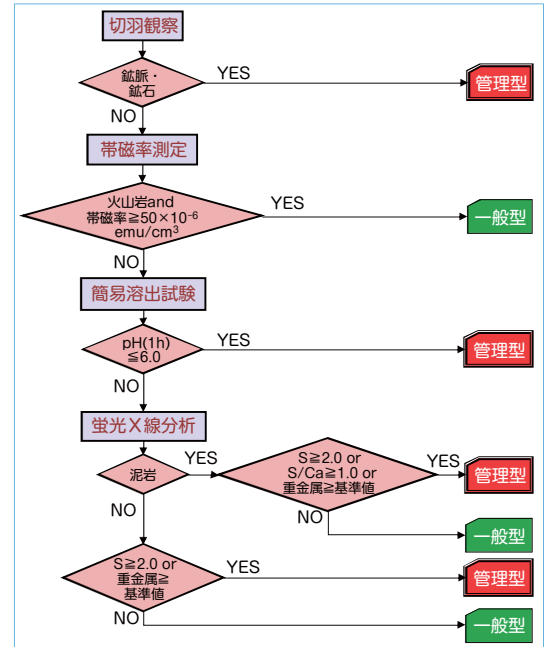 切羽観察
鉱脈・
鉱石
YES
管理型
NO
帯磁率測定
火山岩and
帯磁率≧50×10⁻⁶
emu/cm³
YES
一般型
NO
簡易溶出試験
pH(1h)
≦6.0
YES
管理型
NO
蛍光X線分析
泥岩
YES
S≧2.0 or
S/Ca≧1.0 or
重金属≧基準値
YES
管理型
NO
一般型
NO
S≧2.0 or
重金属≧
基準値
YES
管理型
NO
一般型